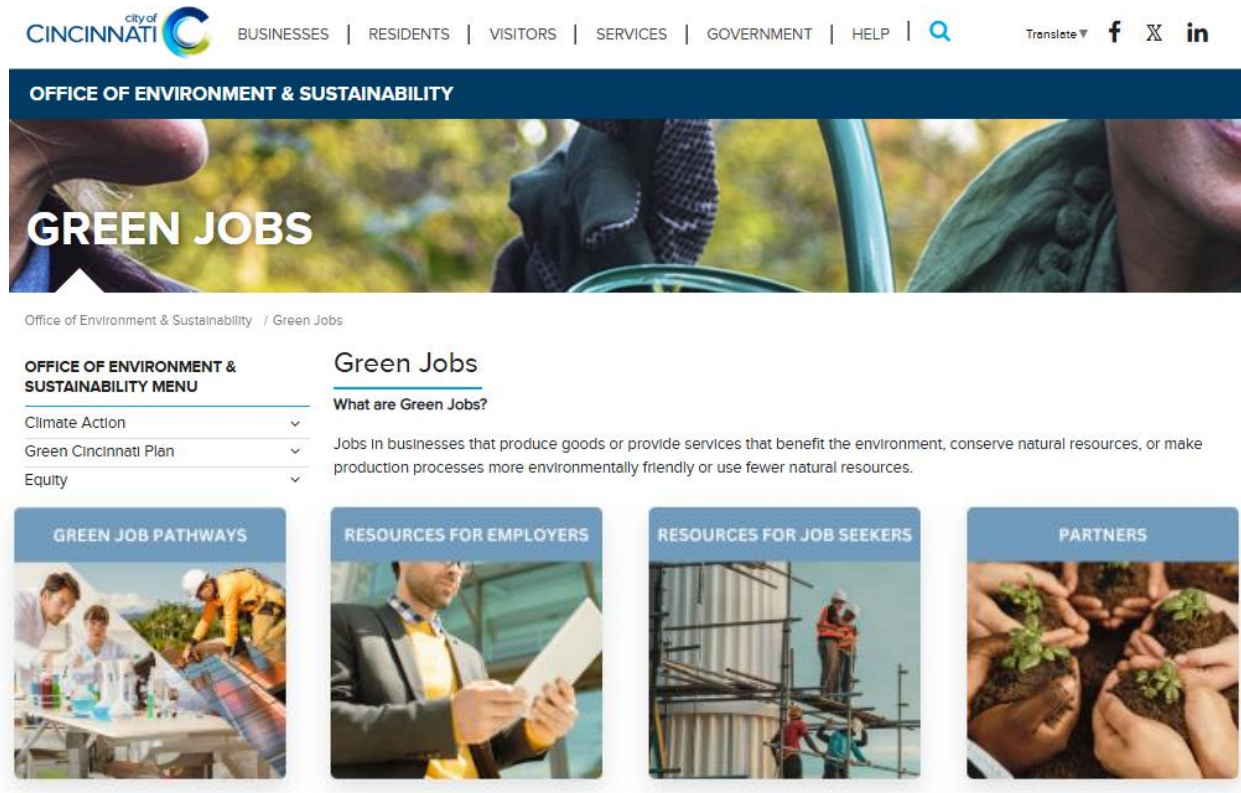 city of
CINCINNATI
BUSINESSES | RESIDENTS | VISITORS | SERVICES | GOVERNMENT | HELP |
Translate ▼ f X in
OFFICE OF ENVIRONMENT & SUSTAINABILITY
GREEN JOBS
Office of Environment & Sustainability / Green Jobs
OFFICE OF ENVIRONMENT &
SUSTAINABILITY MENU
Climate Action
Green Cincinnati Plan
Equity
Green Jobs
What are Green Jobs?
Jobs in businesses that produce goods or provide services that benefit the environment, conserve natural resources, or make
production processes more environmentally friendly or use fewer natural resources.
GREEN JOB PATHWAYS
RESOURCES FOR EMPLOYERS
RESOURCES FOR JOB SEEKERS
PARTNERS